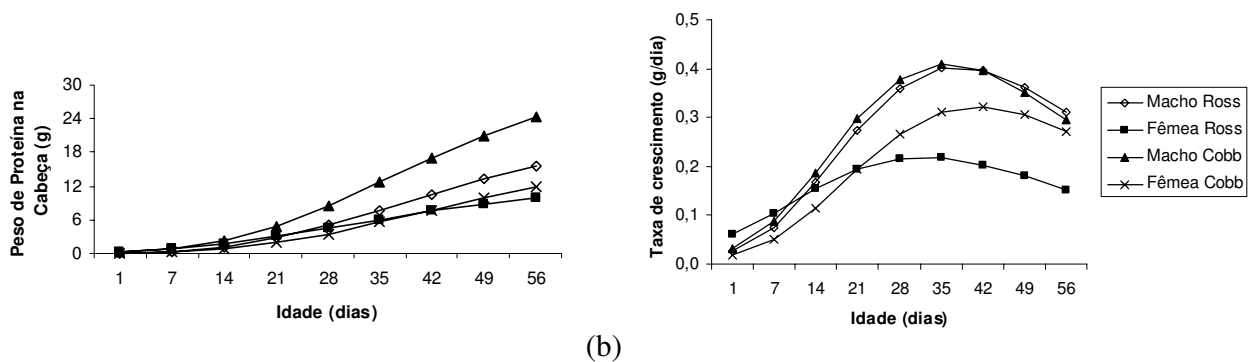 Peso de Proteína na
Cabeça (g)
30
24
18
12
6
0
1 7 14 21 28 35 42 49 56
Idade (dias)
Taxa de crescimento (g/dia)
0,5
0,4
0,3
0,2
0,1
0,0
1 7 14 21 28 35 42 49 56
Idade (dias)
Macho Ross
Fêmea Ross
Macho Cobb
Fêmea Cobb
(b)